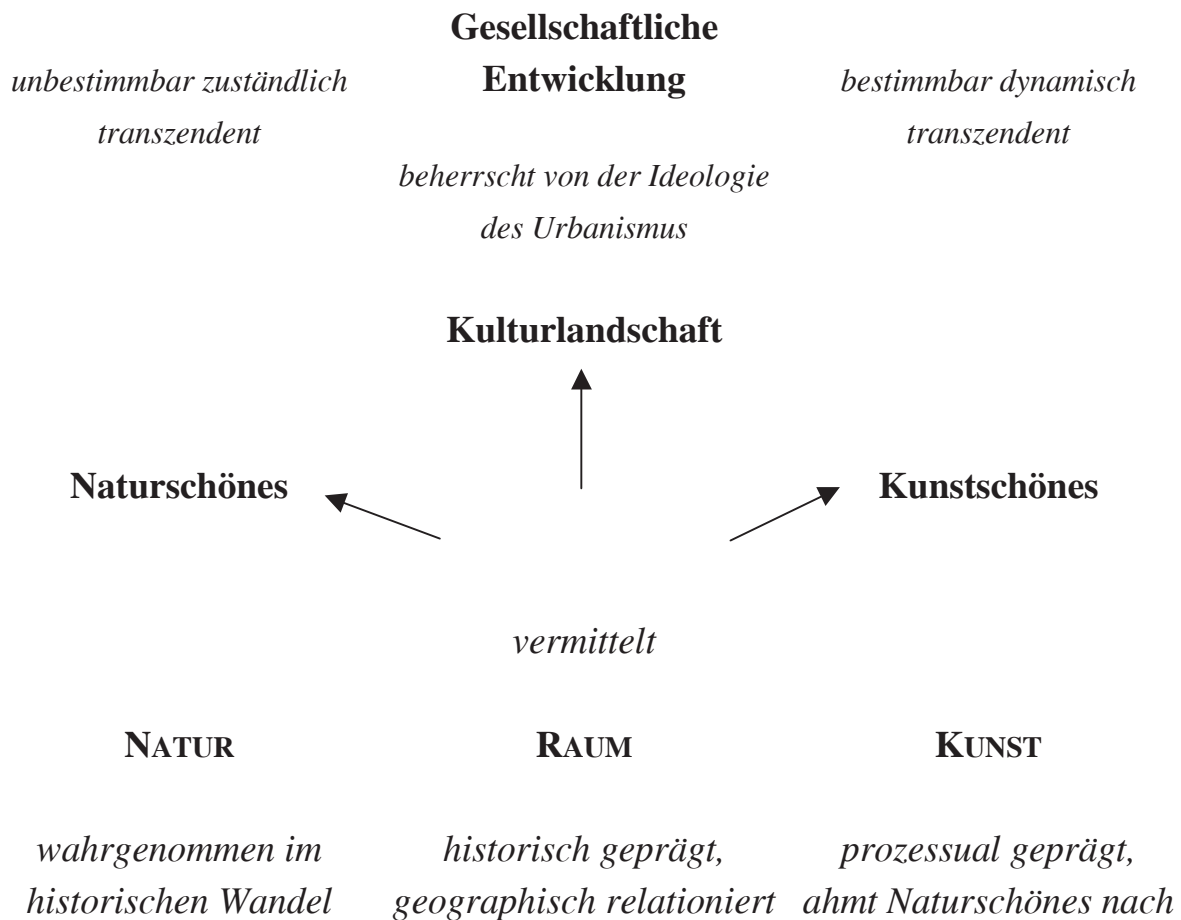 Gesellschaftliche
unbestimmbar zuständlich Entwicklung bestimmbar dynamisch
transzendent transzendent
beherrscht von der Ideologie
des Urbanismus
Kulturlandschaft
Naturschönes Kunstschönes
vermittelt
NATUR RAUM KUNST
wahrgenommen im historisch geprägt, prozessual geprägt,
historischen Wandel geographisch relationiert ahmt Naturschönes nach